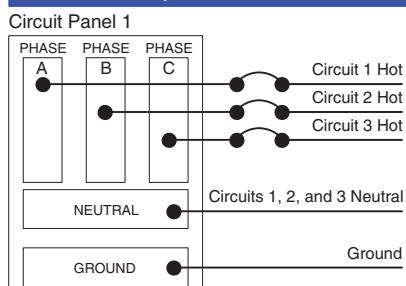 Circuit Panel 1
PHASE PHASE PHASE
A B C
Circuit 1 Hot
Circuit 2 Hot
Circuit 3 Hot
Circuits 1, 2, and 3 Neutral
NEUTRAL
Ground
GROUND